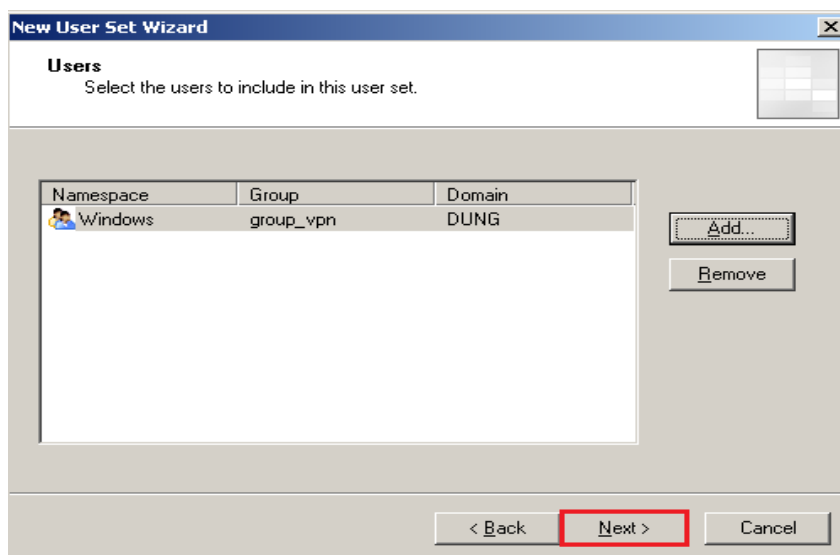 New User Set Wizard
Users
Select the users to include in this user set.
Namespace Group Domain
Windows group_vpn DUNG
Add...
Remove
< Back Next > Cancel